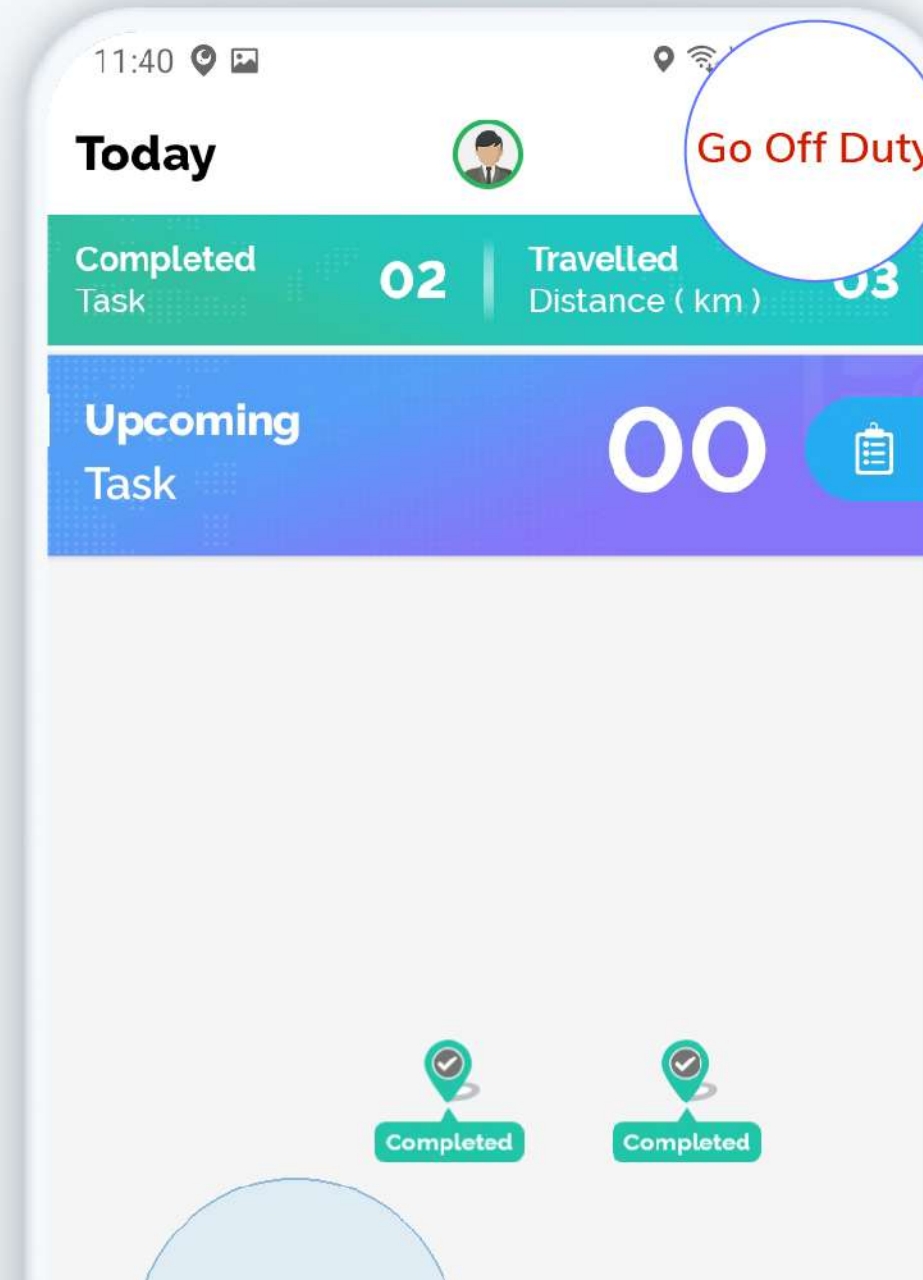 11:40
Today
Go Off Duty
Completed
Task
02
Travelled
Distance ( km )
03
Upcoming
Task
00
Completed
Completed